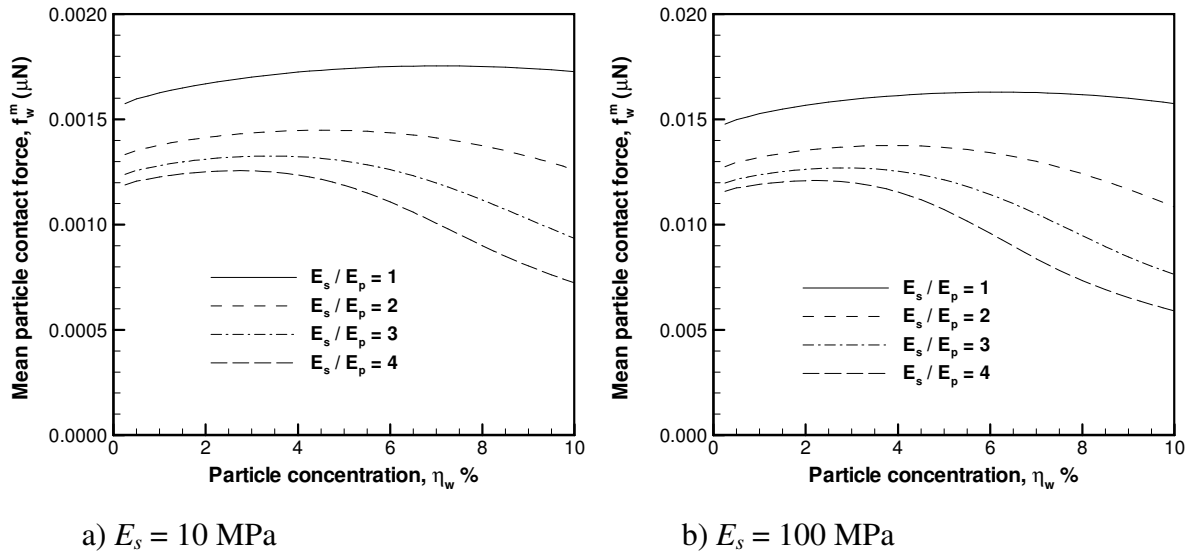 0.0020
0.0015
0.0010
0.0005
0.0000
Mean particle contact force, f_w^m (μN)
E_s / E_p = 1
E_s / E_p = 2
E_s / E_p = 3
E_s / E_p = 4
0 2 4 6 8 10
Particle concentration, η_w %
a) E_s = 10 MPa
0.020
0.015
0.010
0.005
0.000
Mean particle contact force, f_w^m (μN)
E_s / E_p = 1
E_s / E_p = 2
E_s / E_p = 3
E_s / E_p = 4
0 2 4 6 8 10
Particle concentration, η_w %
b) E_s = 100 MPa